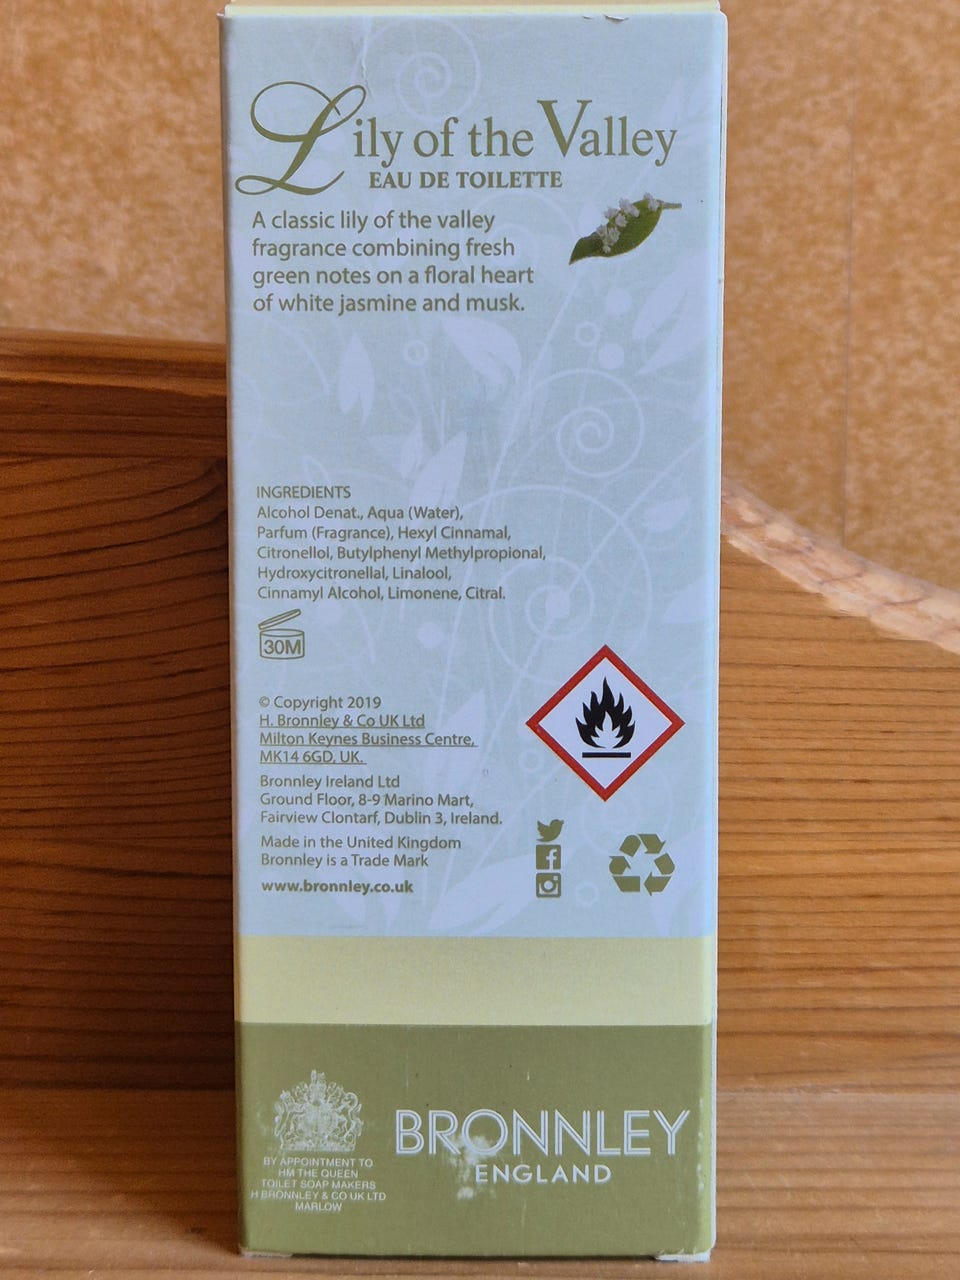 Lily of the Valley
EAU DE TOILETTE
A classic lily of the valley
fragrance combining fresh
green notes on a floral heart
of white jasmine and musk.
INGREDIENTS
Alcohol Denat., Aqua (Water),
Parfum (Fragrance), Hexyl Cinnamal,
Citronellol, Butylphenyl Methylpropional,
Hydroxycitronellal, Linalool,
Cinnamyl Alcohol, Limonene, Citral.
30M
© Copyright 2019
H. Bronnley & Co UK Ltd
Milton Keynes Business Centre,
MK14 6GD, UK.
Bronnley Ireland Ltd
Ground Floor, 8-9 Marino Mart,
Fairview Clontarf, Dublin 3, Ireland.
Made in the United Kingdom
Bronnley is a Trade Mark
www.bronnley.co.uk
BY APPOINTMENT TO
HM THE QUEEN
TOILET SOAP MAKERS
H BRONNLEY & CO UK LTD
MARLOW
BRONNLEY
ENGLAND